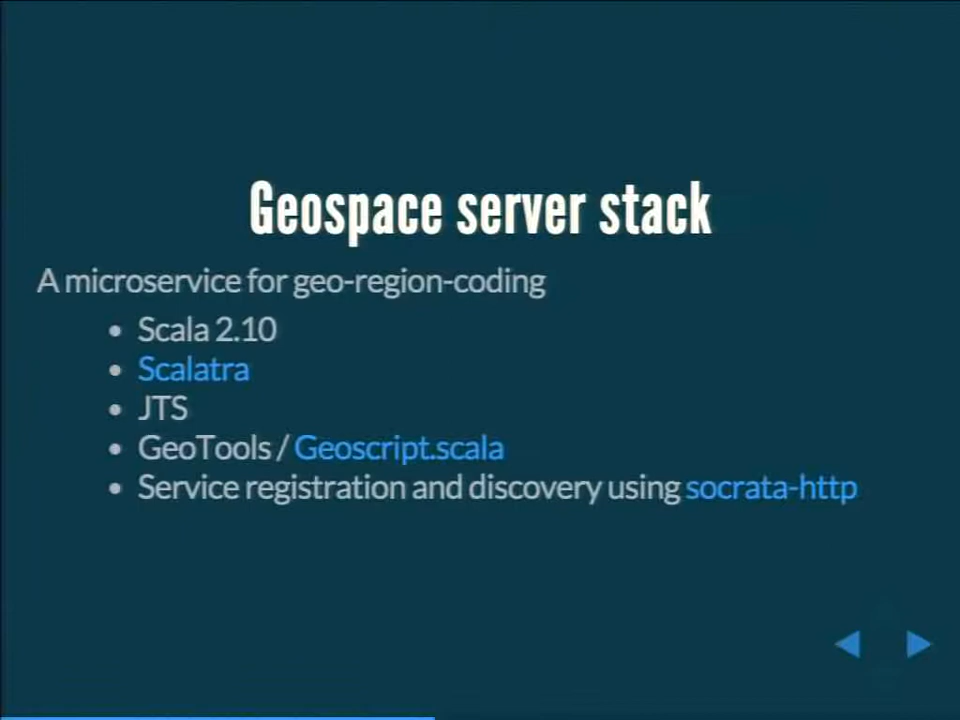 Geospace server stack
A microservice for geo-region-coding
Scala 2.10
Scalatra
JTS
GeoTools / Geoscript.scala
Service registration and discovery using socrata-http